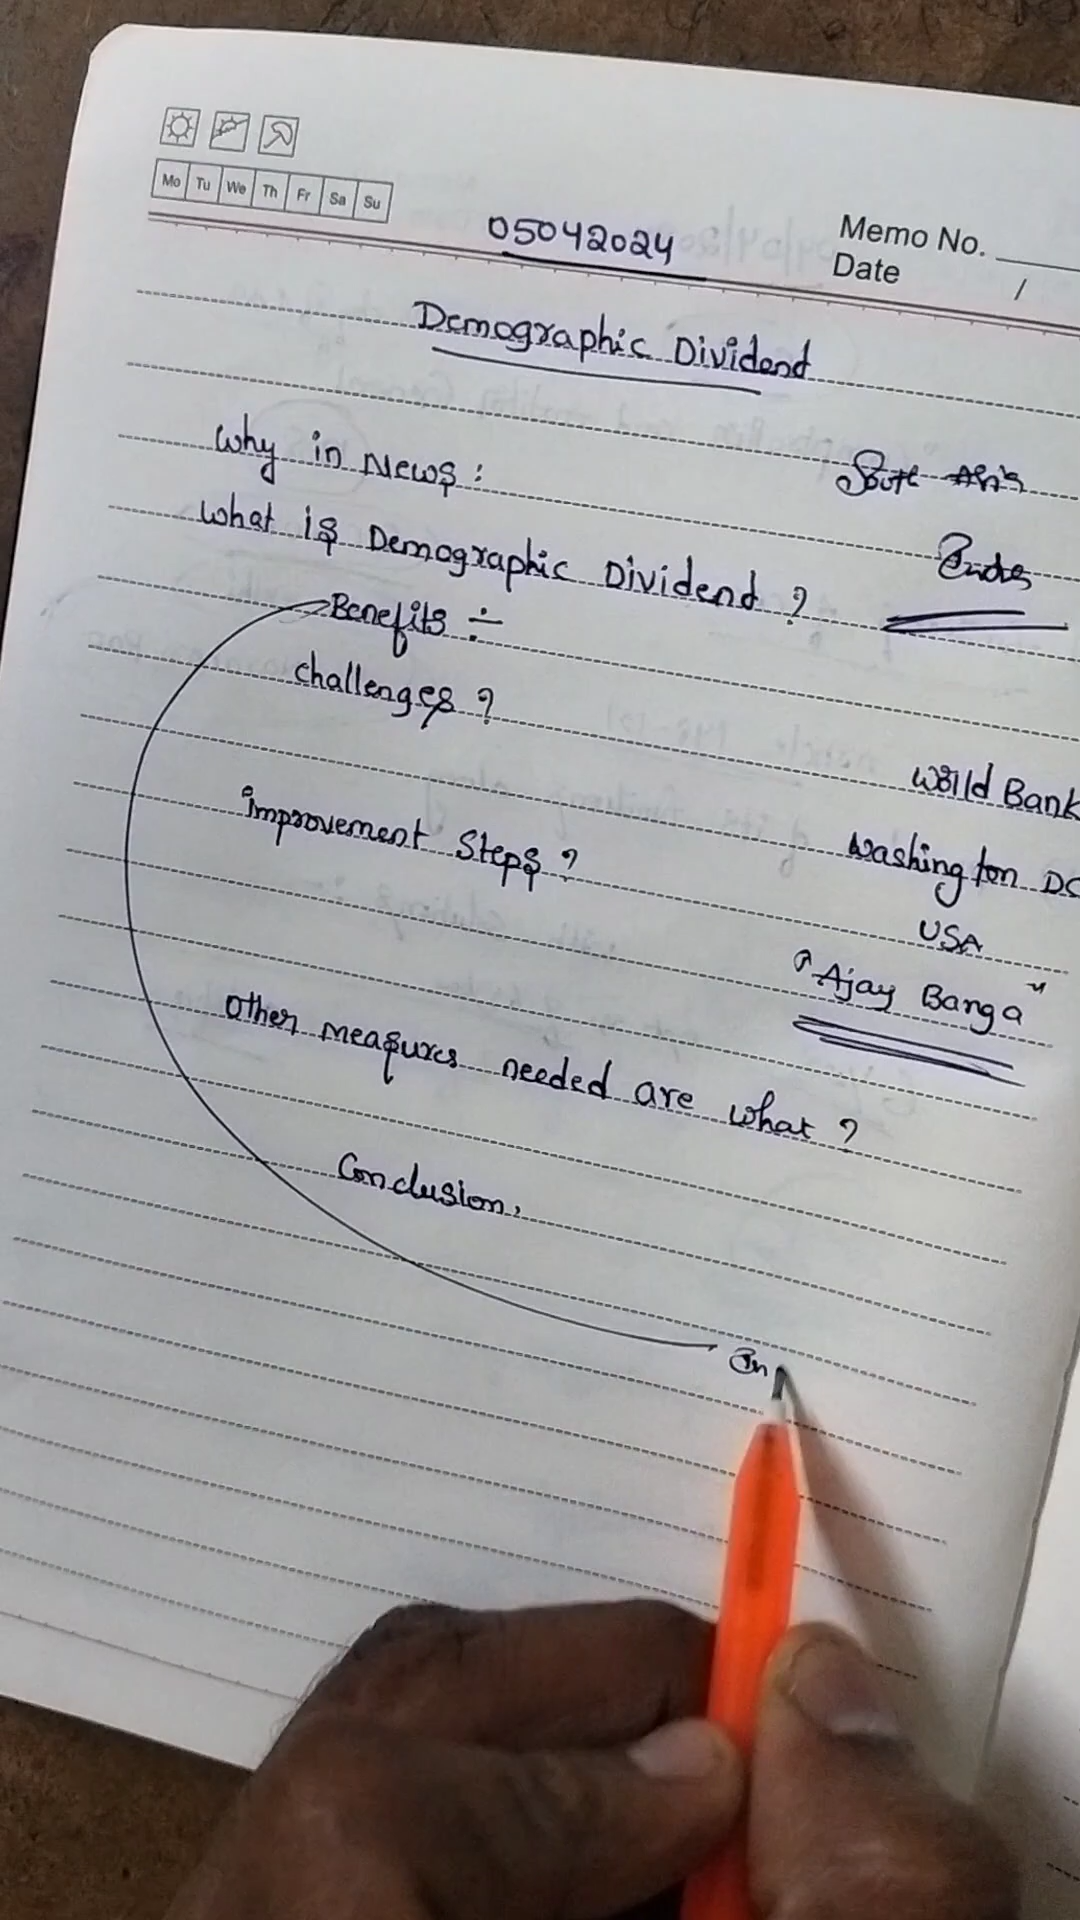 Mo Tu We Th Fr Sa Su
05042024
Memo No.
Date /
Demographic Dividend
Why in News :
What is Demographic Dividend ?
Benefits ÷
challenges ?
World Bank
improvement Steps ?
Washington DC
USA
"Ajay Banga"
Other measures needed are what ?
Conclusion,